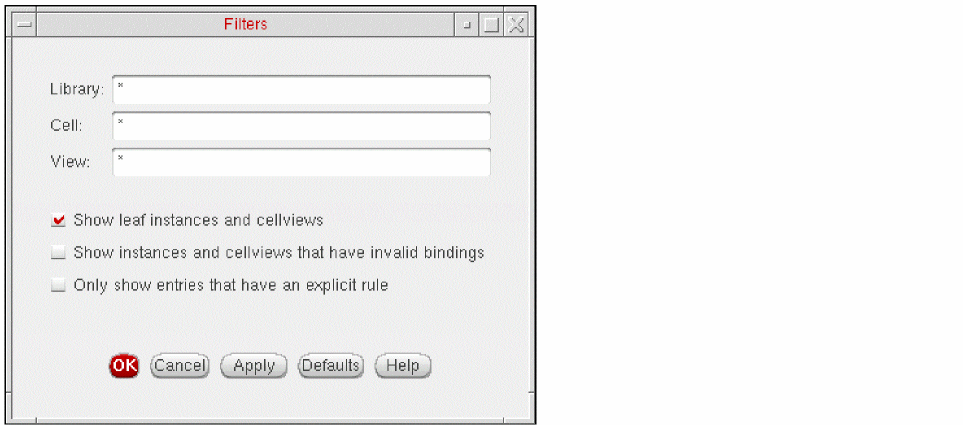 Filters
Library: *
Cell: *
View: *
Show leaf instances and cellviews
Show instances and cellviews that have invalid bindings
Only show entries that have an explicit rule
OK Cancel Apply Defaults Help